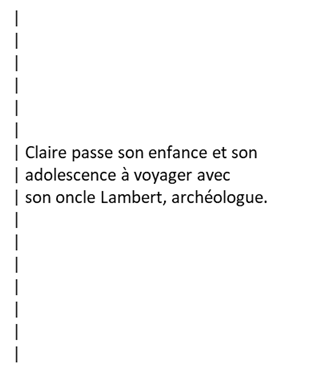 Claire passe son enfance et son
adolescence à voyager avec
son oncle Lambert, archéologue.